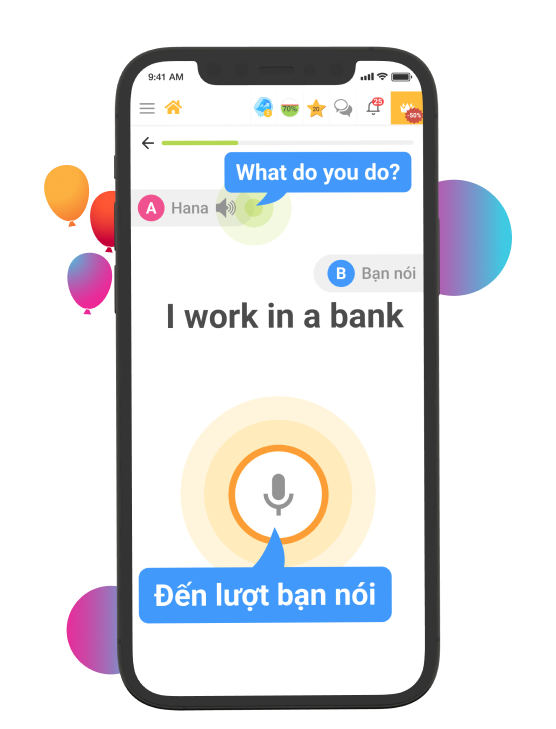 9:41 AM
70%
20
25
-50%
What do you do?
A Hana
B Bạn nói
I work in a bank
Đến lượt bạn nói